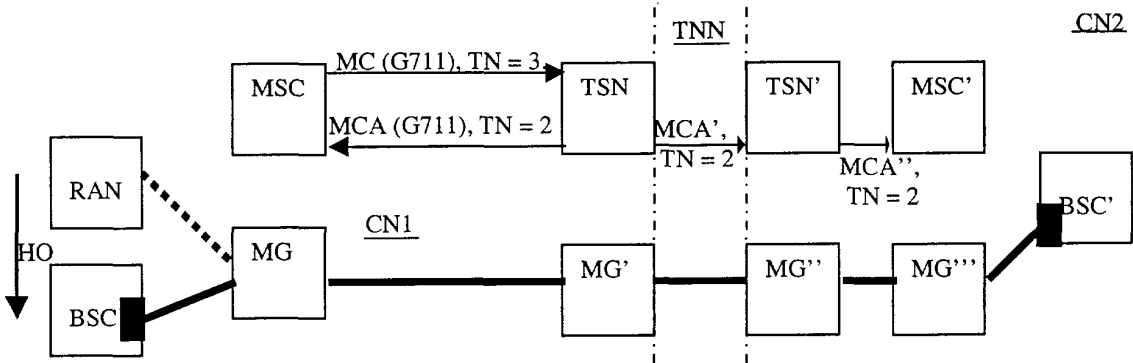 TNN
CN2
MC (G711), TN = 3
MSC
TSN
TSN’
MSC’
MCA (G711), TN = 2
MCA’,
TN = 2
MCA’’,
TN = 2
RAN
BSC’
HO
CN1
MG
MG’
MG’’
MG’’’
BSC